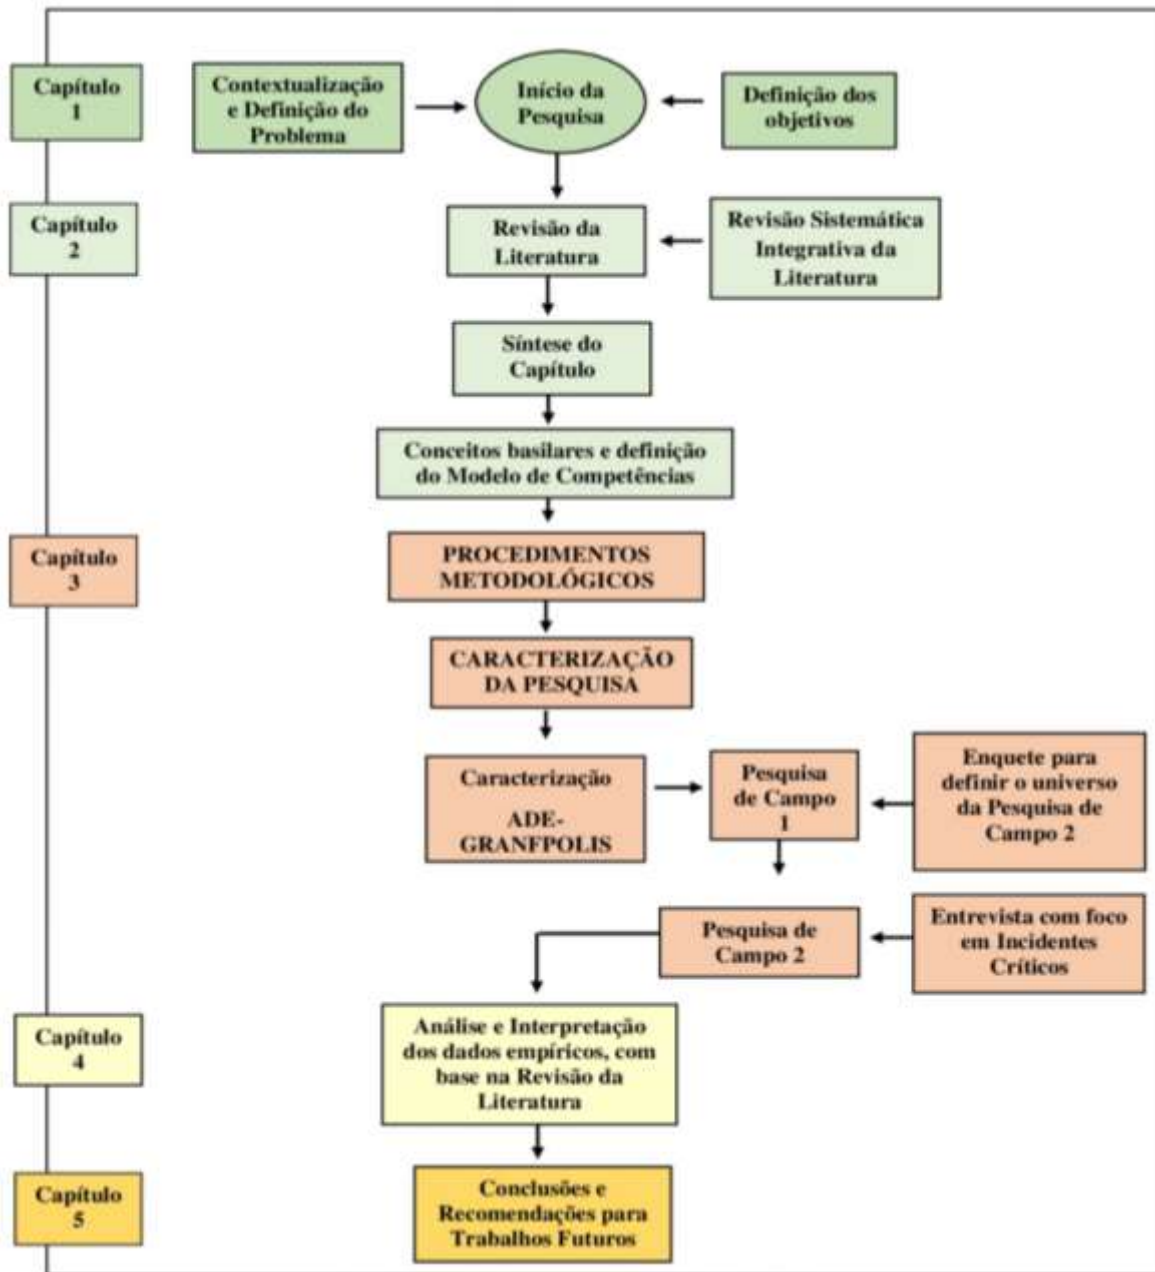 Capítulo
1
Contextualização
e Definição do
Problema
Início da
Pesquisa
Definição dos
objetivos
Capítulo
2
Revisão da
Literatura
Revisão Sistemática
Integrativa da
Literatura
Síntese do
Capítulo
Conceitos basilares e definição
do Modelo de Competências
Capítulo
3
PROCEDIMENTOS
METODOLÓGICOS
CARACTERIZAÇÃO
DA PESQUISA
Caracterização
ADE-
GRANFPOLIS
Pesquisa
de Campo
1
Enquete para
definir o universo
da Pesquisa de
Campo 2
Pesquisa de
Campo 2
Entrevista com foco
em Incidentes
Críticos
Capítulo
4
Análise e Interpretação
dos dados empíricos, com
base na Revisão da
Literatura
Capítulo
5
Conclusões e
Recomendações para
Trabalhos Futuros